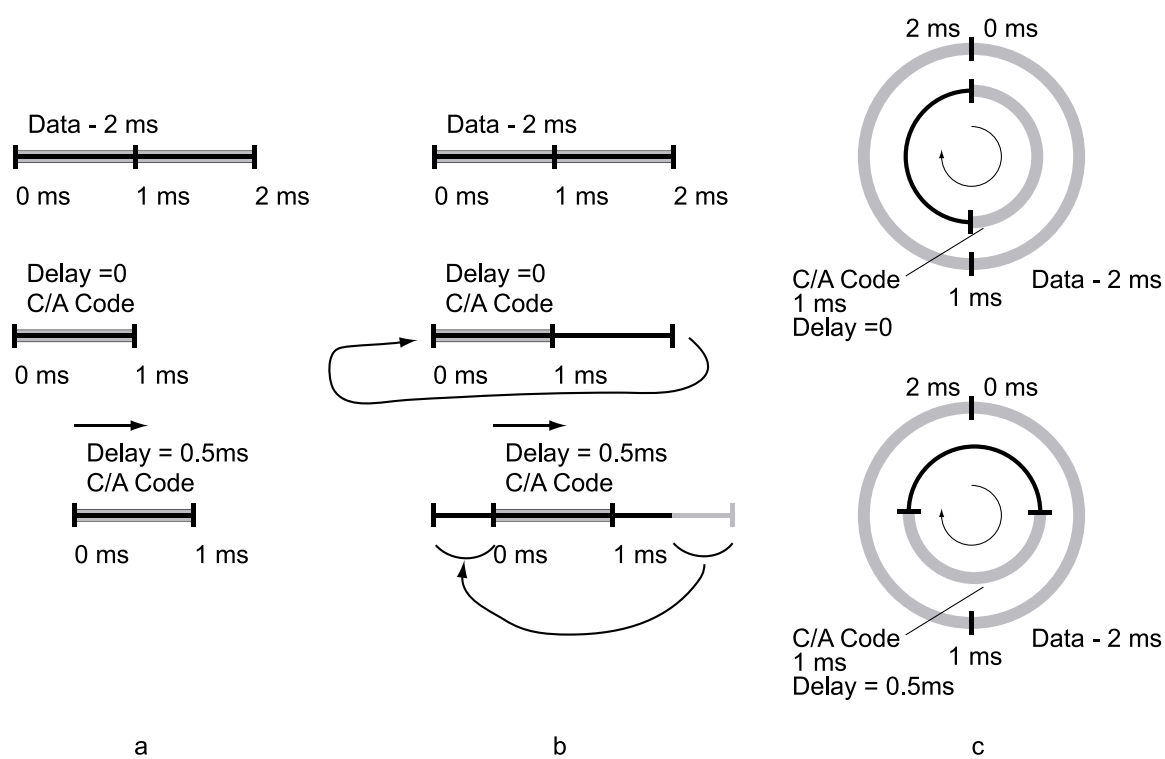 Data - 2 ms
0 ms 1 ms 2 ms
Delay =0
C/A Code
0 ms 1 ms
Delay = 0.5ms
C/A Code
0 ms 1 ms
a
Data - 2 ms
0 ms 1 ms 2 ms
Delay =0
C/A Code
0 ms 1 ms
Delay = 0.5ms
C/A Code
0 ms 1 ms
b
2 ms 0 ms
C/A Code
1 ms
Delay =0
1 ms
Data - 2 ms
2 ms 0 ms
C/A Code
1 ms
Delay = 0.5ms
1 ms
Data - 2 ms
c